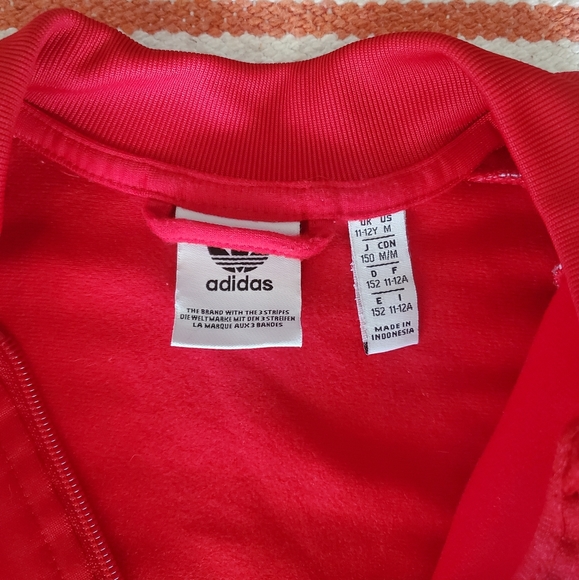 adidas
THE BRAND WITH THE 3 STRIPES
DIE WELTMARKE MIT DEN 3 STREIFEN
LA MARQUE AUX 3 BANDES
UK US
11-12Y M
J CDN
150 M/M
D F
152 11-12A
E I
152 11-12A
MADE IN
INDONESIA